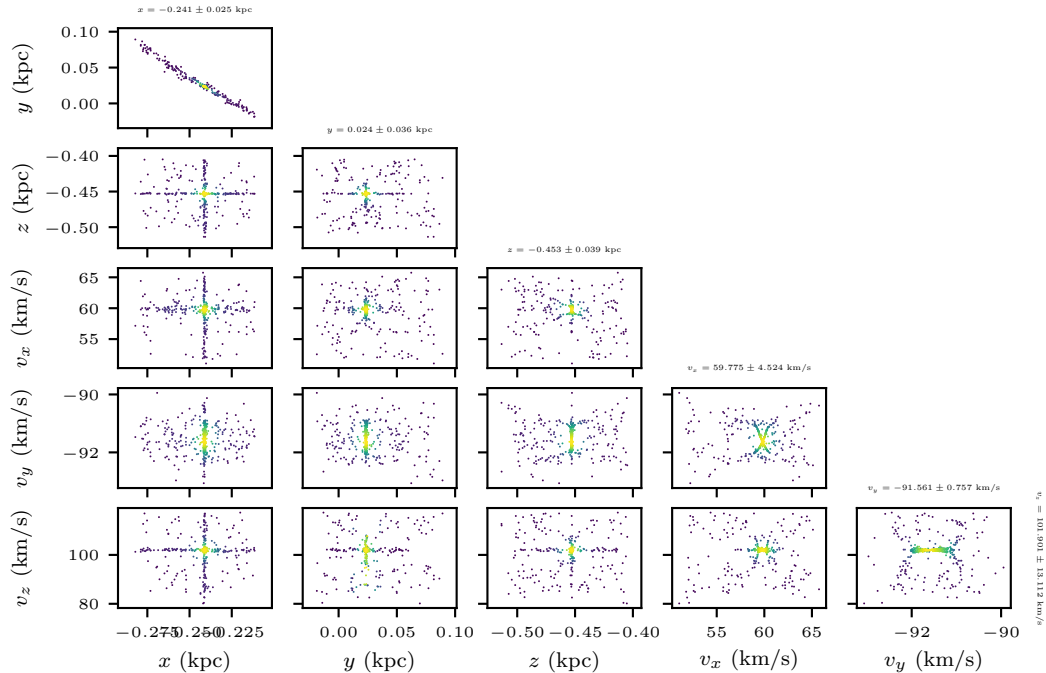 x = −0.241 ± 0.025 kpc
0.10
0.05
0.00
y (kpc)
y = 0.024 ± 0.036 kpc
−0.40
−0.45
−0.50
z (kpc)
z = −0.453 ± 0.039 kpc
65
60
55
v_x (km/s)
v_x = 59.775 ± 4.524 km/s
−90
−92
v_y (km/s)
v_y = −91.561 ± 0.757 km/s
v_z = 101.901 ± 13.112 km/s
100
80
v_z (km/s)
−0.275 −0.250 −0.225
0.00 0.05 0.10
−0.50 −0.45 −0.40
55 60 65
−92 −90
x (kpc) y (kpc) z (kpc) v_x (km/s) v_y (km/s)